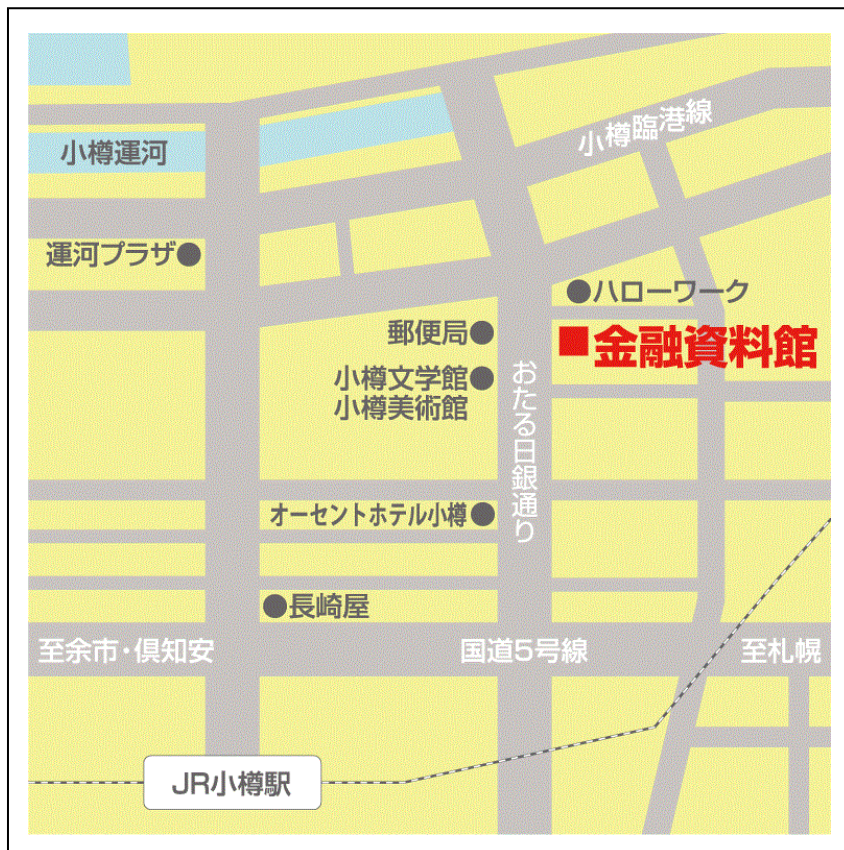 小樽臨港線
小樽運河
運河プラザ
ハローワーク
郵便局
金融資料館
小樽文学館
小樽美術館
おたる日銀通り
オーセントホテル小樽
長崎屋
至余市・倶知安
国道5号線
至札幌
JR小樽駅